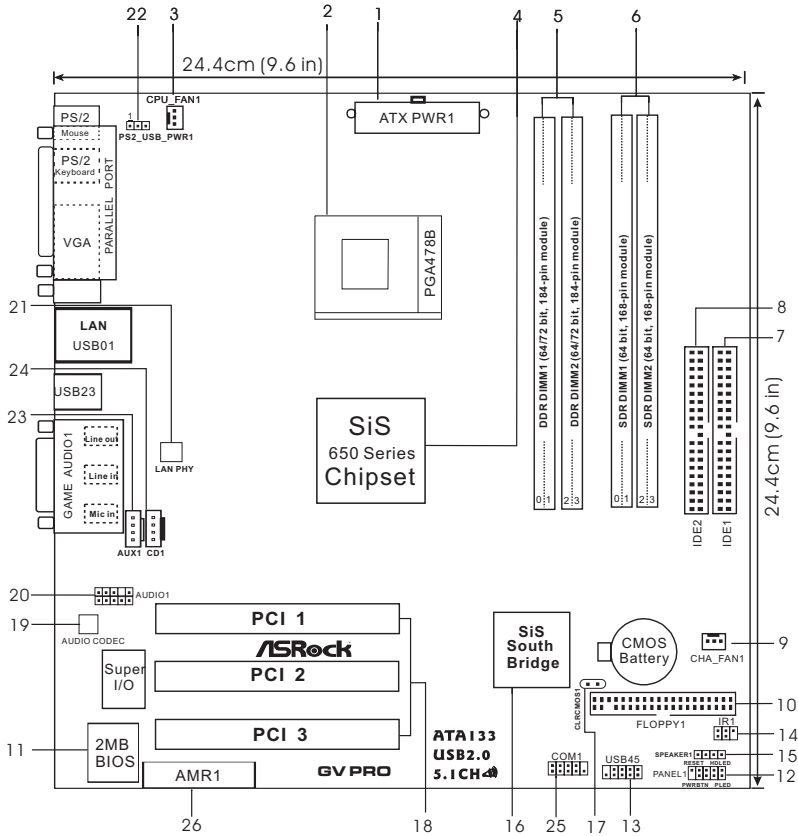 22 3 2 1 4 5 6
24.4cm (9.6 in)
CPU_FAN1
1
PS2_USB_PWR1
ATX PWR1
PS/2
Mouse
PS/2
Keyboard
VGA
PARALLEL PORT
PGA478B
DDR DIMM1 (64/72 bit, 184-pin module)
DDR DIMM2 (64/72 bit, 184-pin module)
SDR DIMM1 (64 bit, 168-pin module)
SDR DIMM2 (64 bit, 168-pin module)
0 1
2 3
0 1
2 3
8
7
IDE2
IDE1
24.4cm (9.6 in)
21
LAN
USB01
24
USB23
23
SiS
650 Series
Chipset
LAN PHY
GAME AUDIO1
Line out
Line in
Mic in
AUX1
CD1
20
AUDIO1
19
AUDIO CODEC
PCI 1
ASRock
PCI 2
PCI 3
Super
I/O
SiS
South
Bridge
CMOS
Battery
CHA_FAN1
9
CLRCMOS1
FLOPPY1
10
IR1
14
11
2MB
BIOS
AMR1
GV PRO
ATA133
USB2.0
5.1CH
COM1
USB45
SPEAKER1
15
RESET HDLED
PANEL1
12
PWRBTN PLED
26 18 16 25 17 13